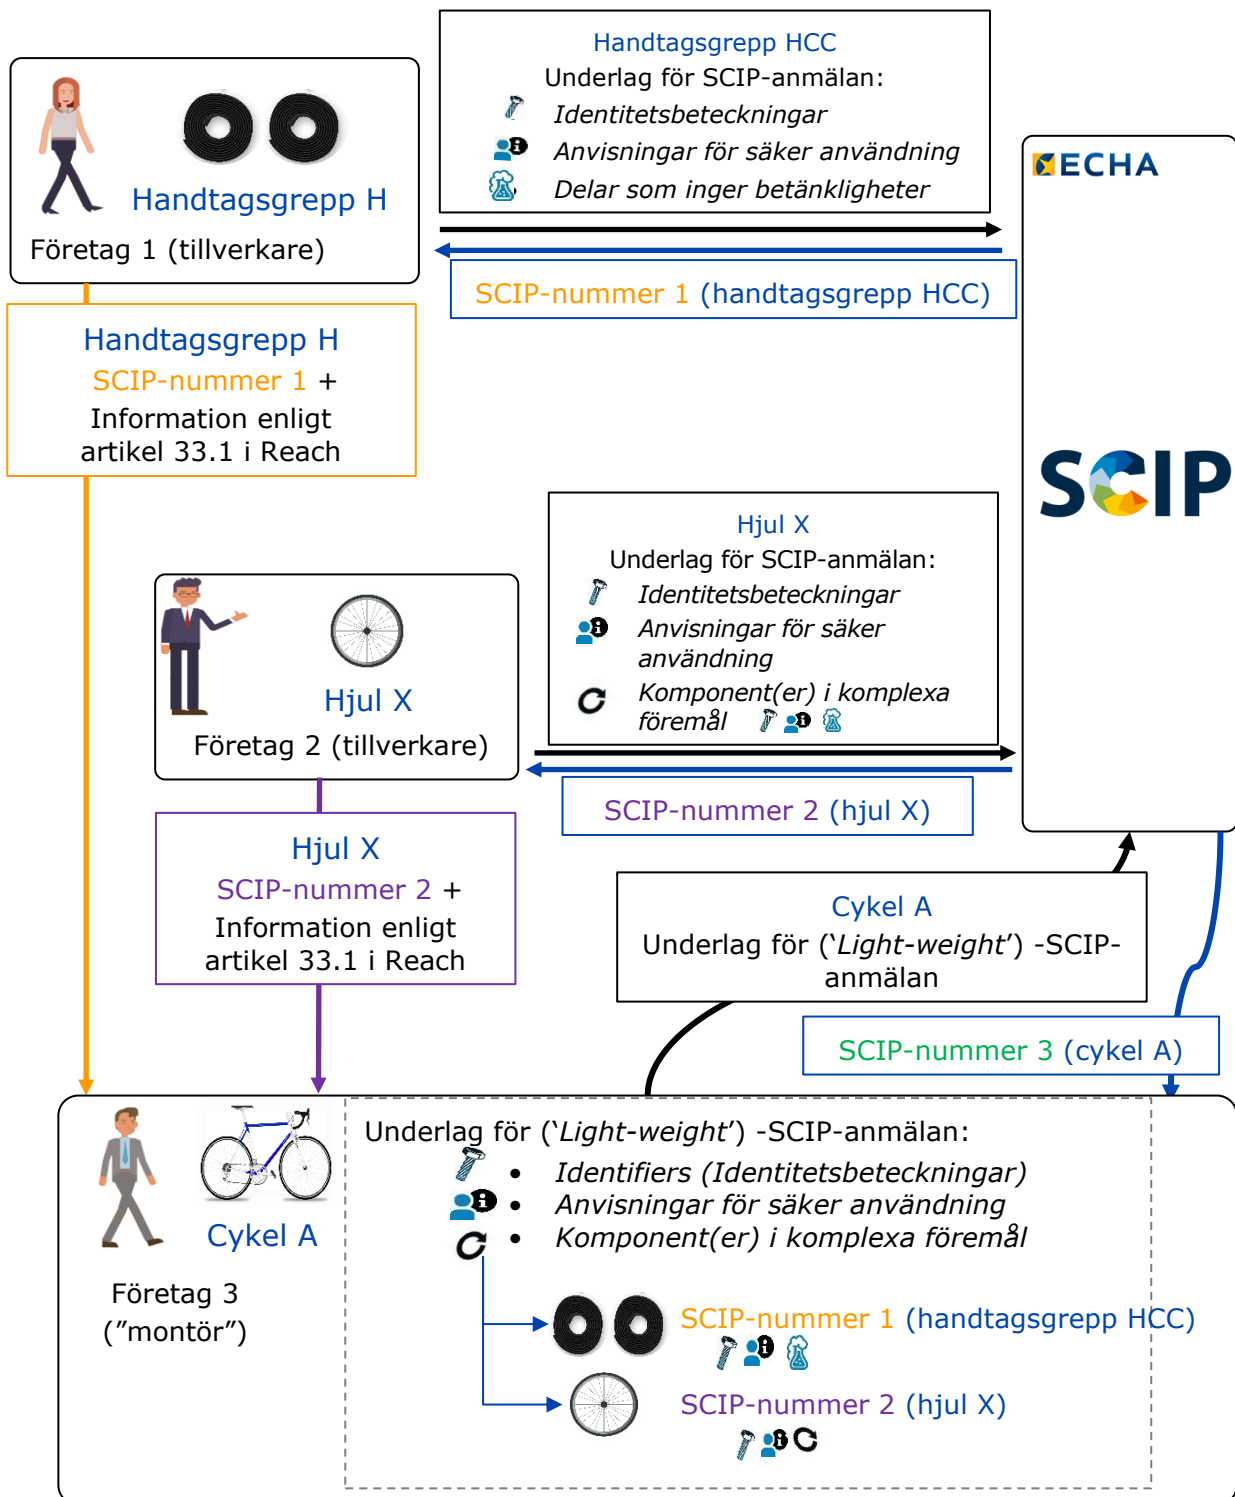 Handtagsgrepp HCC
Underlag för SCIP-anmälan:
Identitetsbeteckningar
Anvisningar för säker användning
Delar som inger betänkligheter
Handtagsgrepp H
Företag 1 (tillverkare)
ECHA
SCIP
SCIP-nummer 1 (handtagsgrepp HCC)
Handtagsgrepp H
SCIP-nummer 1 +
Information enligt
artikel 33.1 i Reach
Hjul X
Underlag för SCIP-anmälan:
Identitetsbeteckningar
Anvisningar för säker
användning
Komponent(er) i komplexa
föremål
Hjul X
Företag 2 (tillverkare)
SCIP-nummer 2 (hjul X)
Hjul X
SCIP-nummer 2 +
Information enligt
artikel 33.1 i Reach
Cykel A
Underlag för (‘Light-weight’) -SCIP-
anmälan
SCIP-nummer 3 (cykel A)
Cykel A
Företag 3
(”montör”)
Underlag för (‘Light-weight’) -SCIP-anmälan:
• Identifiers (Identitetsbeteckningar)
• Anvisningar för säker användning
• Komponent(er) i komplexa föremål
SCIP-nummer 1 (handtagsgrepp HCC)
SCIP-nummer 2 (hjul X)